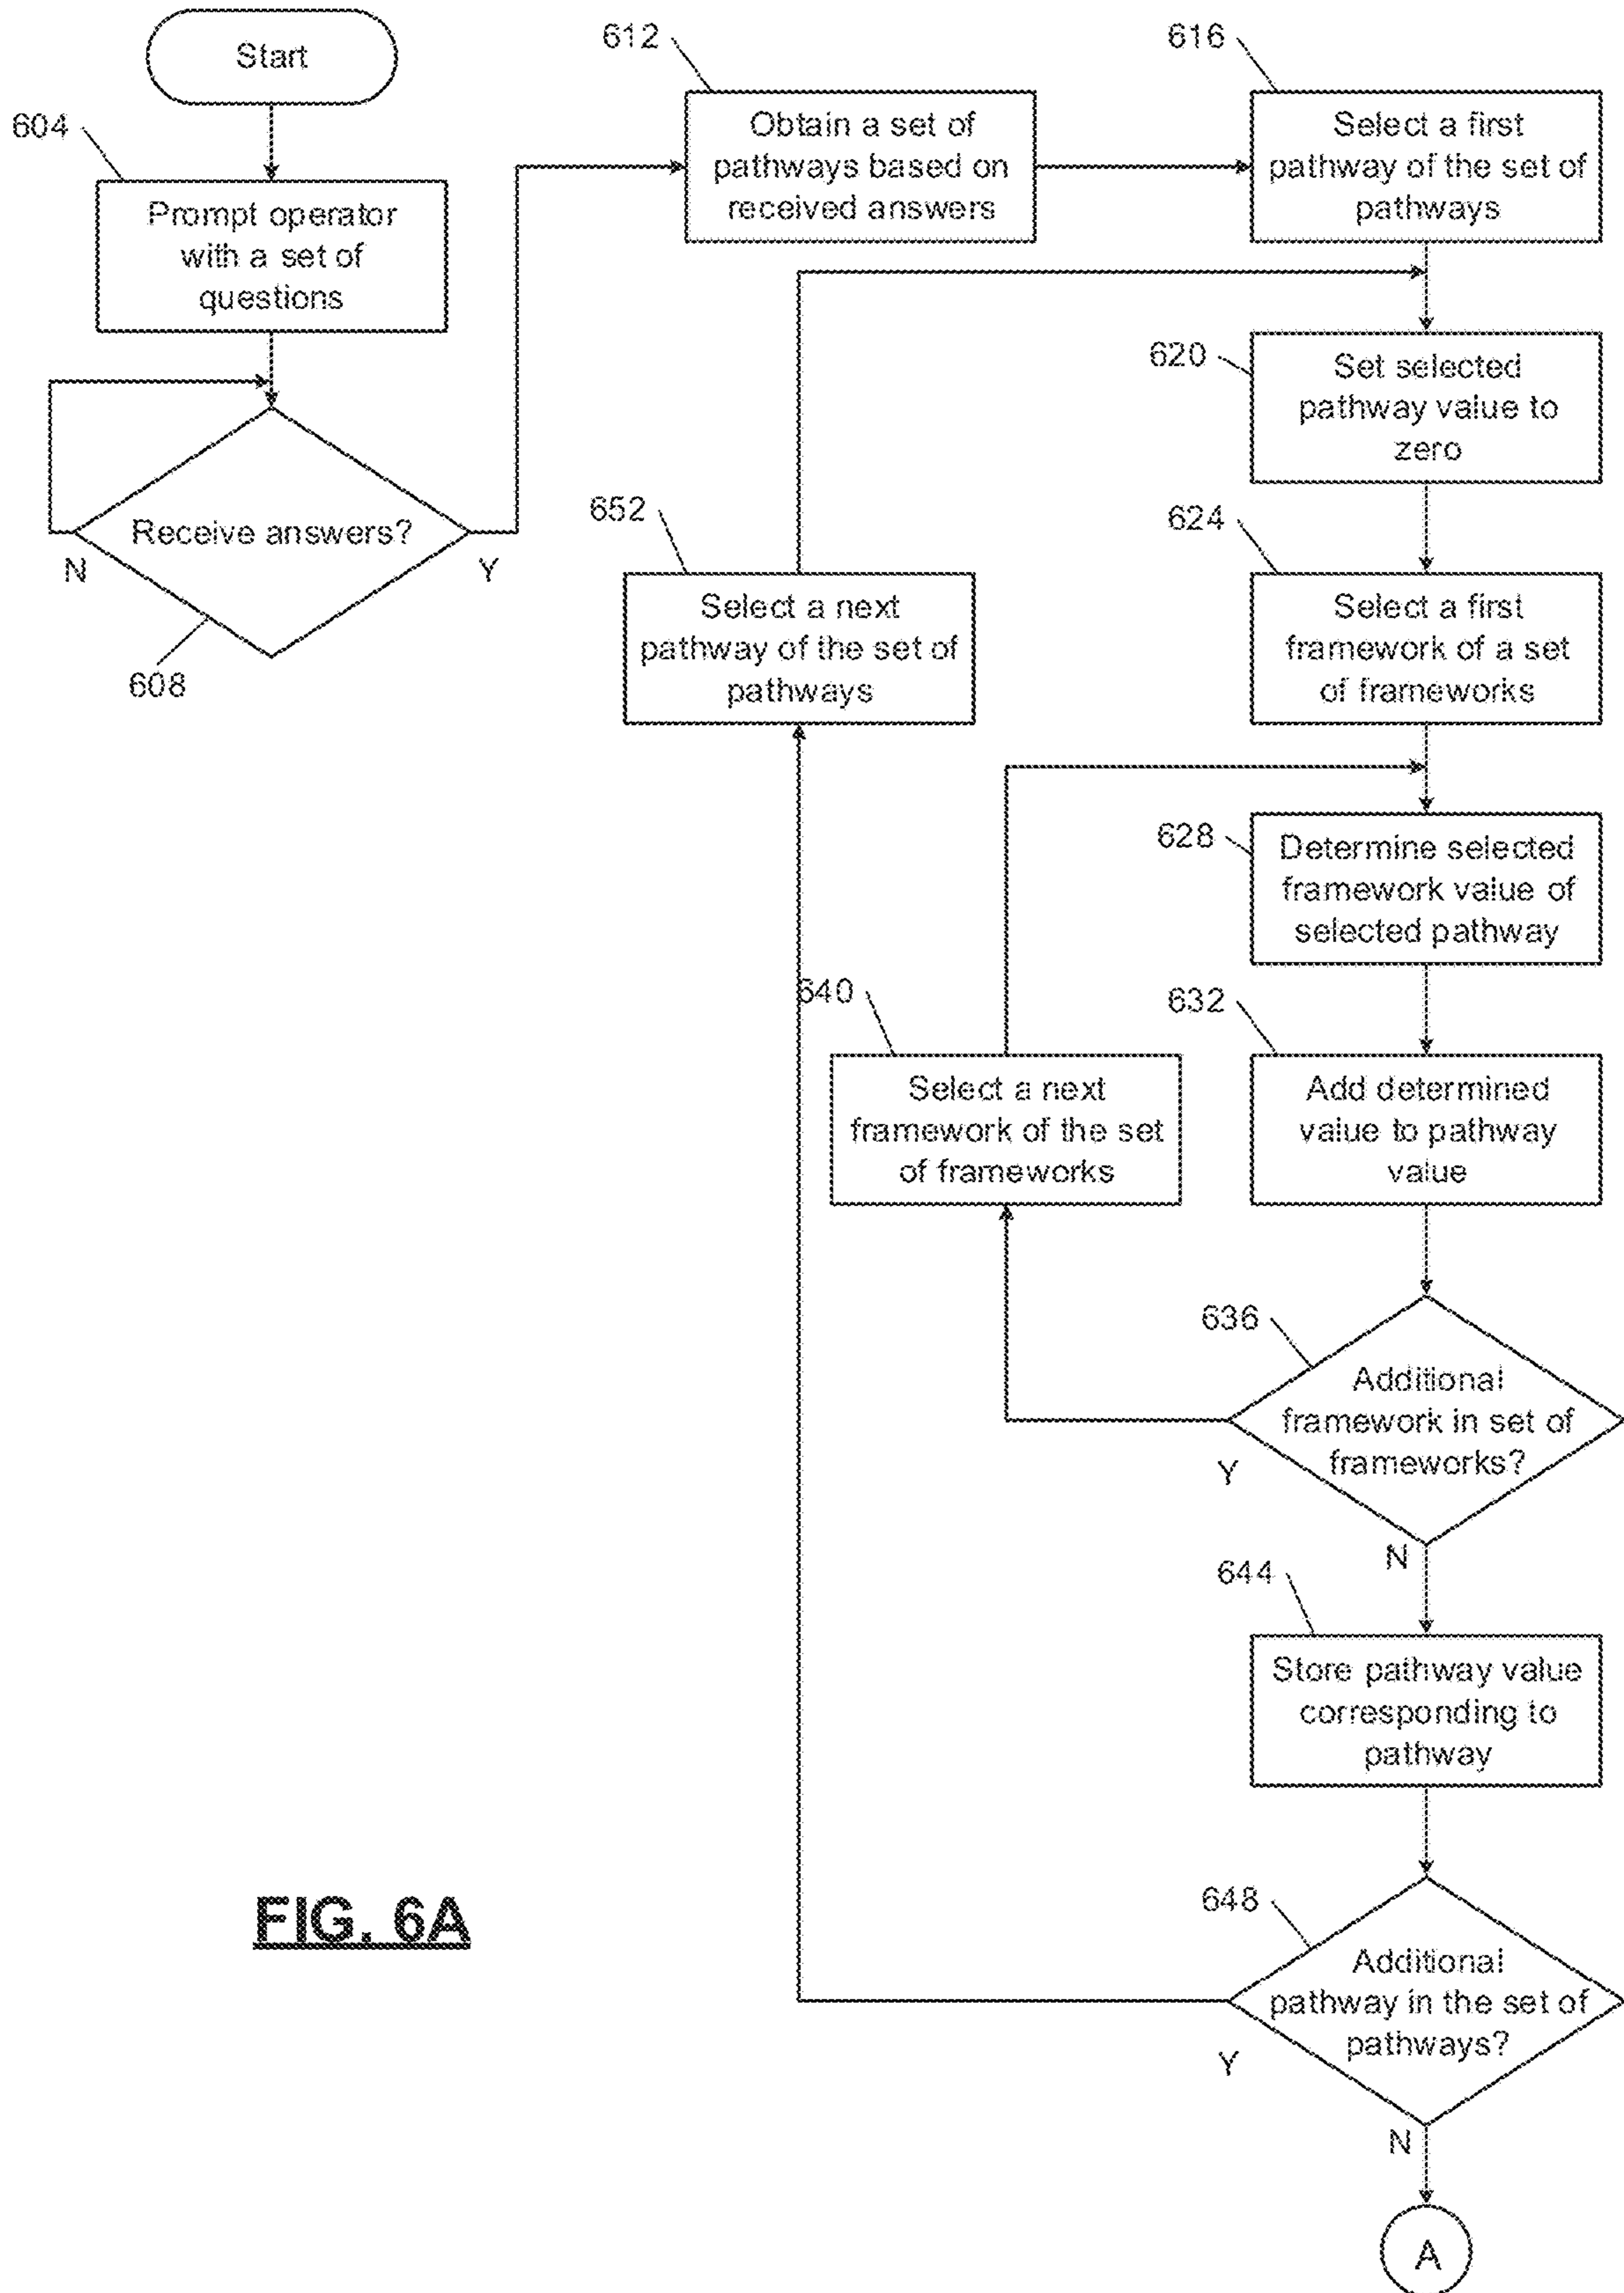 Start
604
Prompt operator
with a set of
questions
Receive answers?
N
Y
608
612
Obtain a set of
pathways based on
received answers
616
Select a first
pathway of the set of
pathways
620
Set selected
pathway value to
zero
652
Select a next
pathway of the set of
pathways
624
Select a first
framework of a set
of frameworks
628
Determine selected
framework value of
selected pathway
640
Select a next
framework of the set
of frameworks
632
Add determined
value to pathway
value
636
Additional
framework in set of
frameworks?
Y
N
644
Store pathway value
corresponding to
pathway
648
Additional
pathway in the set of
pathways?
Y
N
A
FIG. 6A